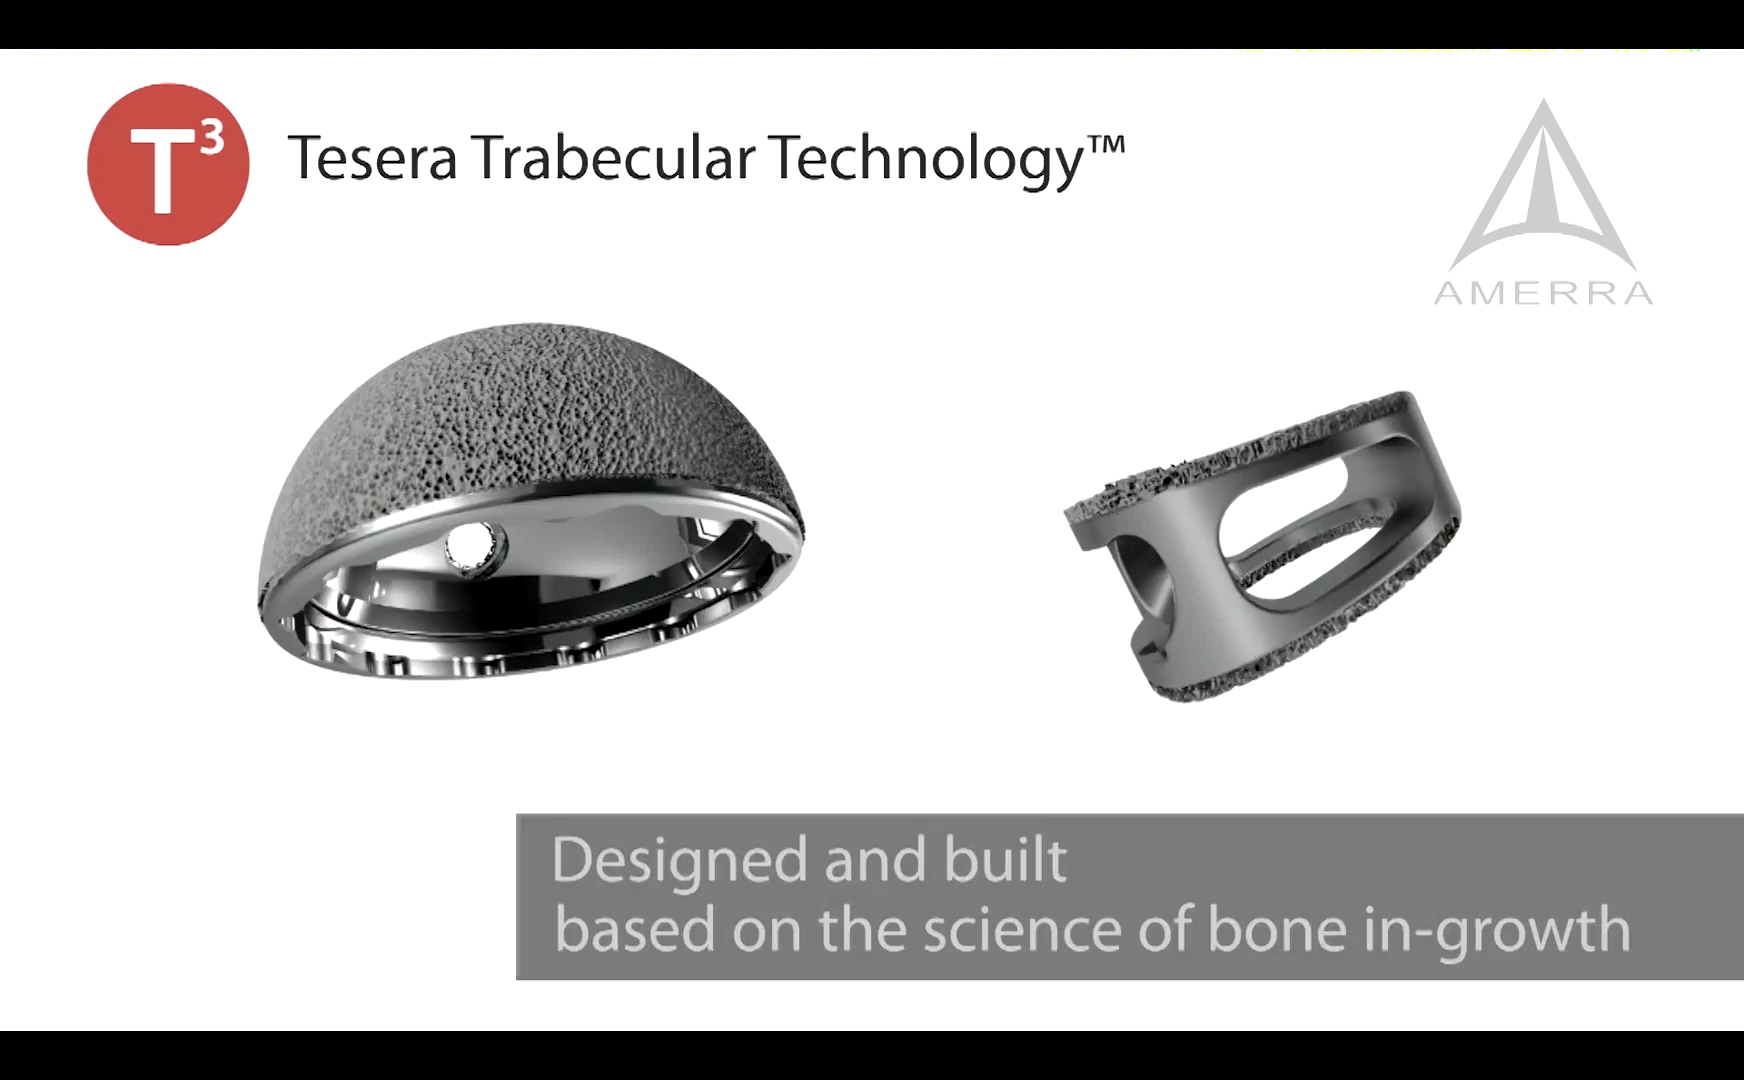 T³
Tesera Trabecular Technology™
AMERRA
Designed and built
based on the science of bone in-growth